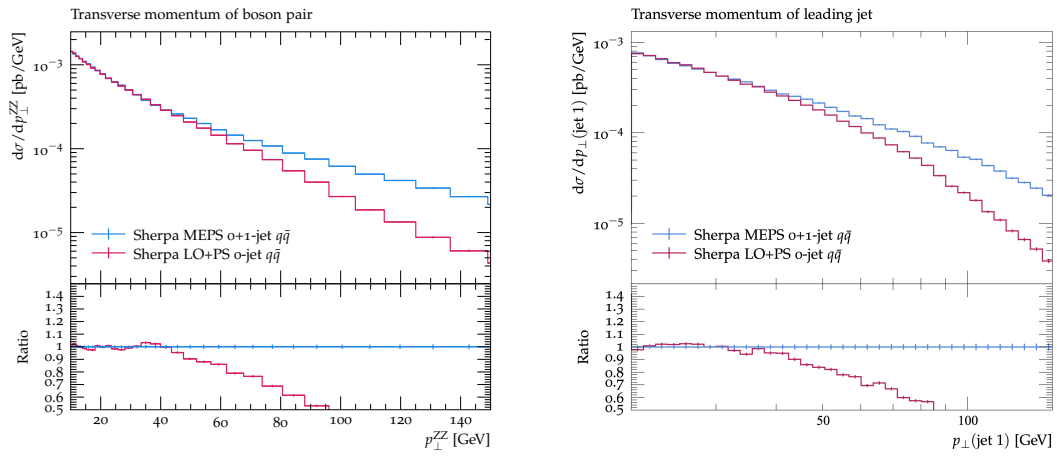 Transverse momentum of boson pair
dσ/dp⊥^ZZ [pb/GeV]
10⁻³
10⁻⁴
10⁻⁵
Sherpa MEPS 0+1-jet qq̄
Sherpa LO+PS 0-jet qq̄
Ratio
1.4
1.3
1.2
1.1
1
0.9
0.8
0.7
0.6
0.5
20 40 60 80 100 120 140
p⊥^ZZ [GeV]
Transverse momentum of leading jet
dσ/dp⊥(jet 1) [pb/GeV]
10⁻³
10⁻⁴
10⁻⁵
Sherpa MEPS 0+1-jet qq̄
Sherpa LO+PS 0-jet qq̄
Ratio
1.4
1.3
1.2
1.1
1
0.9
0.8
0.7
0.6
0.5
50 100
p⊥(jet 1) [GeV]